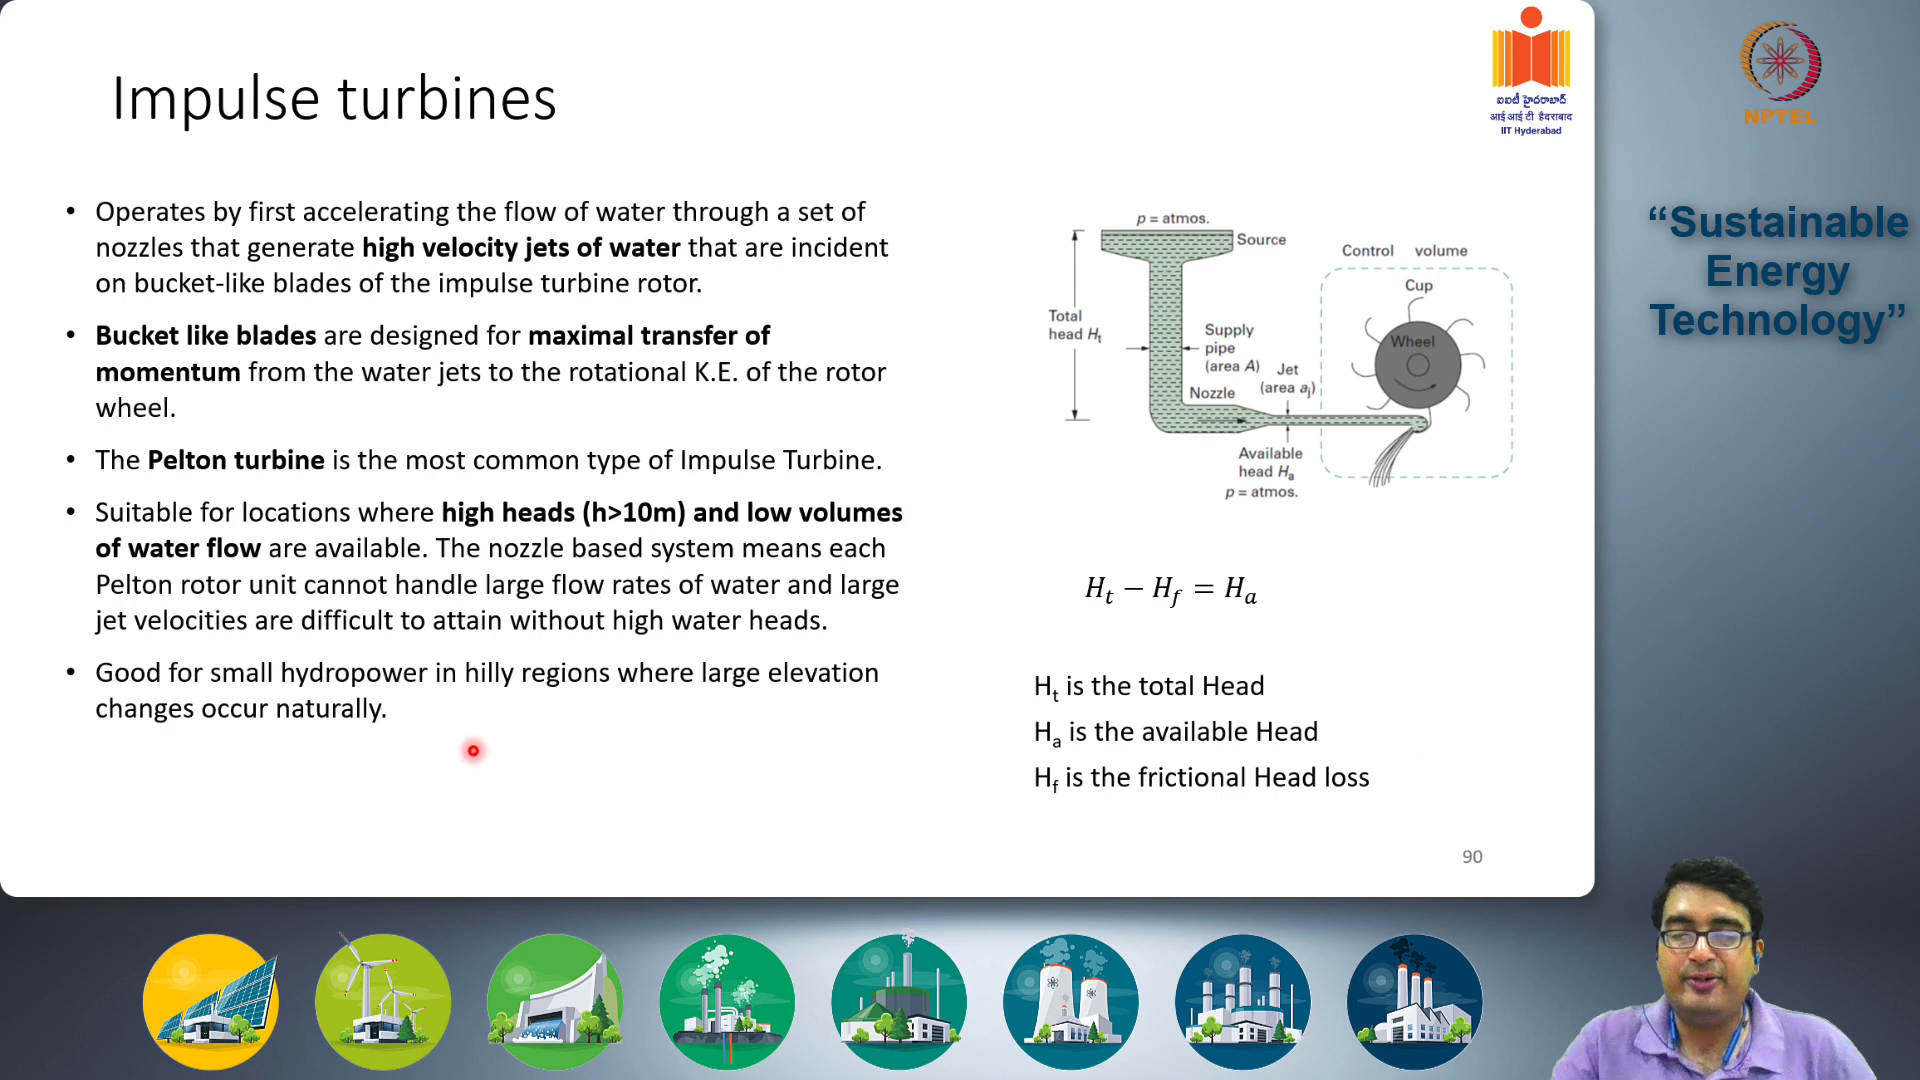 Impulse turbines
ఐఐటీ హైదరాబాద్
आई आई टी हैदराबाद
IIT Hyderabad
NPTEL
“Sustainable
Energy
Technology”
• Operates by first accelerating the flow of water through a set of
nozzles that generate high velocity jets of water that are incident
on bucket-like blades of the impulse turbine rotor.
• Bucket like blades are designed for maximal transfer of
momentum from the water jets to the rotational K.E. of the rotor
wheel.
• The Pelton turbine is the most common type of Impulse Turbine.
• Suitable for locations where high heads (h>10m) and low volumes
of water flow are available. The nozzle based system means each
Pelton rotor unit cannot handle large flow rates of water and large
jet velocities are difficult to attain without high water heads.
• Good for small hydropower in hilly regions where large elevation
changes occur naturally.
p = atmos.
Source
Control volume
Cup
Total
head Ht
Supply
pipe
(area A)
Wheel
Jet
(area aj)
Nozzle
Available
head Ha
p = atmos.
Ht − Hf = Ha
Ht is the total Head
Ha is the available Head
Hf is the frictional Head loss
90